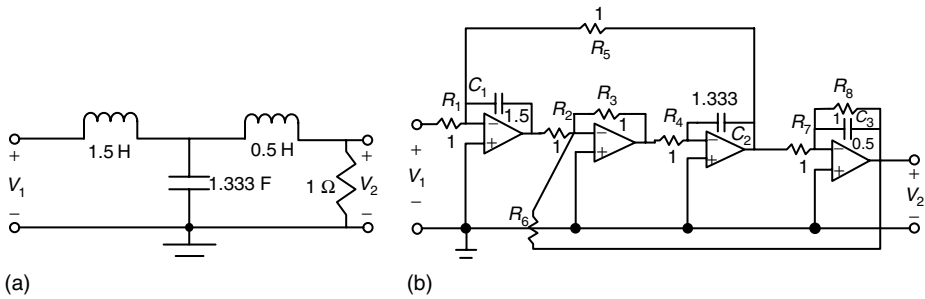 +
V1
−
1.5 H
1.333 F
0.5 H
1 Ω
+
V2
−
(a)
1
R5
R1
1
C1
1.5
R2
1
R3
1
R4
1
1.333
C2
R7
1
R8
1
C3
0.5
R6
+
V1
−
+
V2
−
− +
− +
− +
− +
(b)